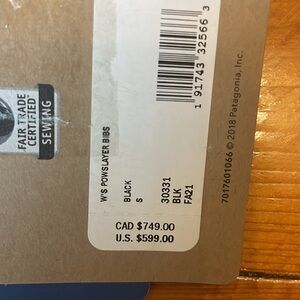 FAIR TRADE
CERTIFIED
SEWING
1 91743 32566 3
W'S POWSLAYER BIBS
BLACK
S
30331
BLK
FA21
CAD $749.00
U.S. $599.00
7017601066 © 2018 Patagonia, Inc.